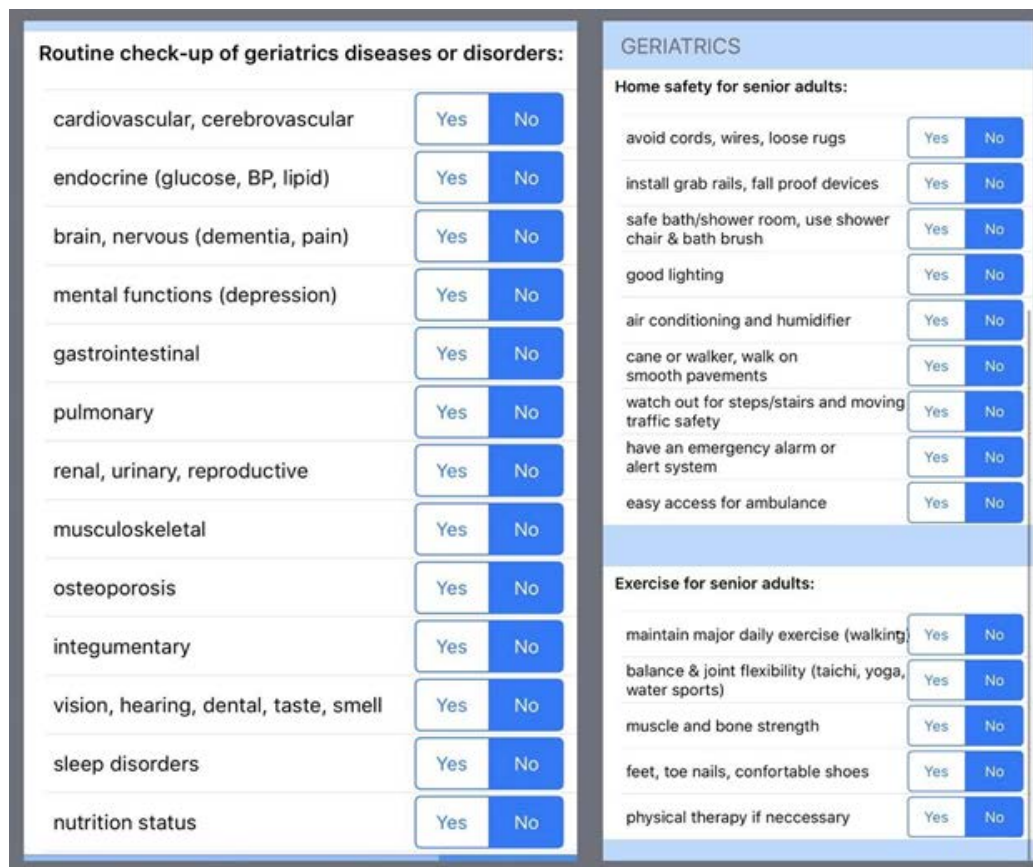 Routine check-up of geriatrics diseases or disorders:
cardiovascular, cerebrovascular Yes No
endocrine (glucose, BP, lipid) Yes No
brain, nervous (dementia, pain) Yes No
mental functions (depression) Yes No
gastrointestinal Yes No
pulmonary Yes No
renal, urinary, reproductive Yes No
musculoskeletal Yes No
osteoporosis Yes No
integumentary Yes No
vision, hearing, dental, taste, smell Yes No
sleep disorders Yes No
nutrition status Yes No
GERIATRICS
Home safety for senior adults:
avoid cords, wires, loose rugs Yes No
install grab rails, fall proof devices Yes No
safe bath/shower room, use shower
chair & bath brush Yes No
good lighting Yes No
air conditioning and humidifier Yes No
cane or walker, walk on
smooth pavements Yes No
watch out for steps/stairs and moving
traffic safety Yes No
have an emergency alarm or
alert system Yes No
easy access for ambulance Yes No
Exercise for senior adults:
maintain major daily exercise (walking) Yes No
balance & joint flexibility (taichi, yoga,
water sports) Yes No
muscle and bone strength Yes No
feet, toe nails, confortable shoes Yes No
physical therapy if neccessary Yes No